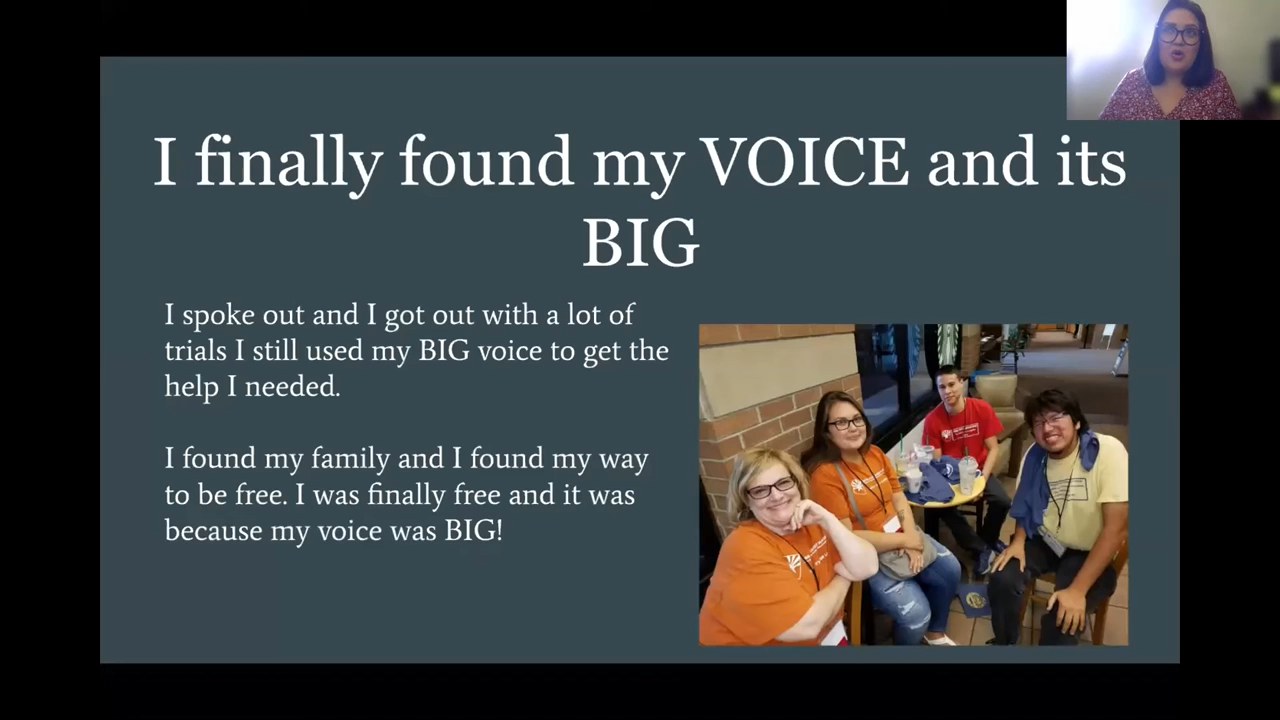 I finally found my VOICE and its
BIG
I spoke out and I got out with a lot of
trials I still used my BIG voice to get the
help I needed.
I found my family and I found my way
to be free. I was finally free and it was
because my voice was BIG!